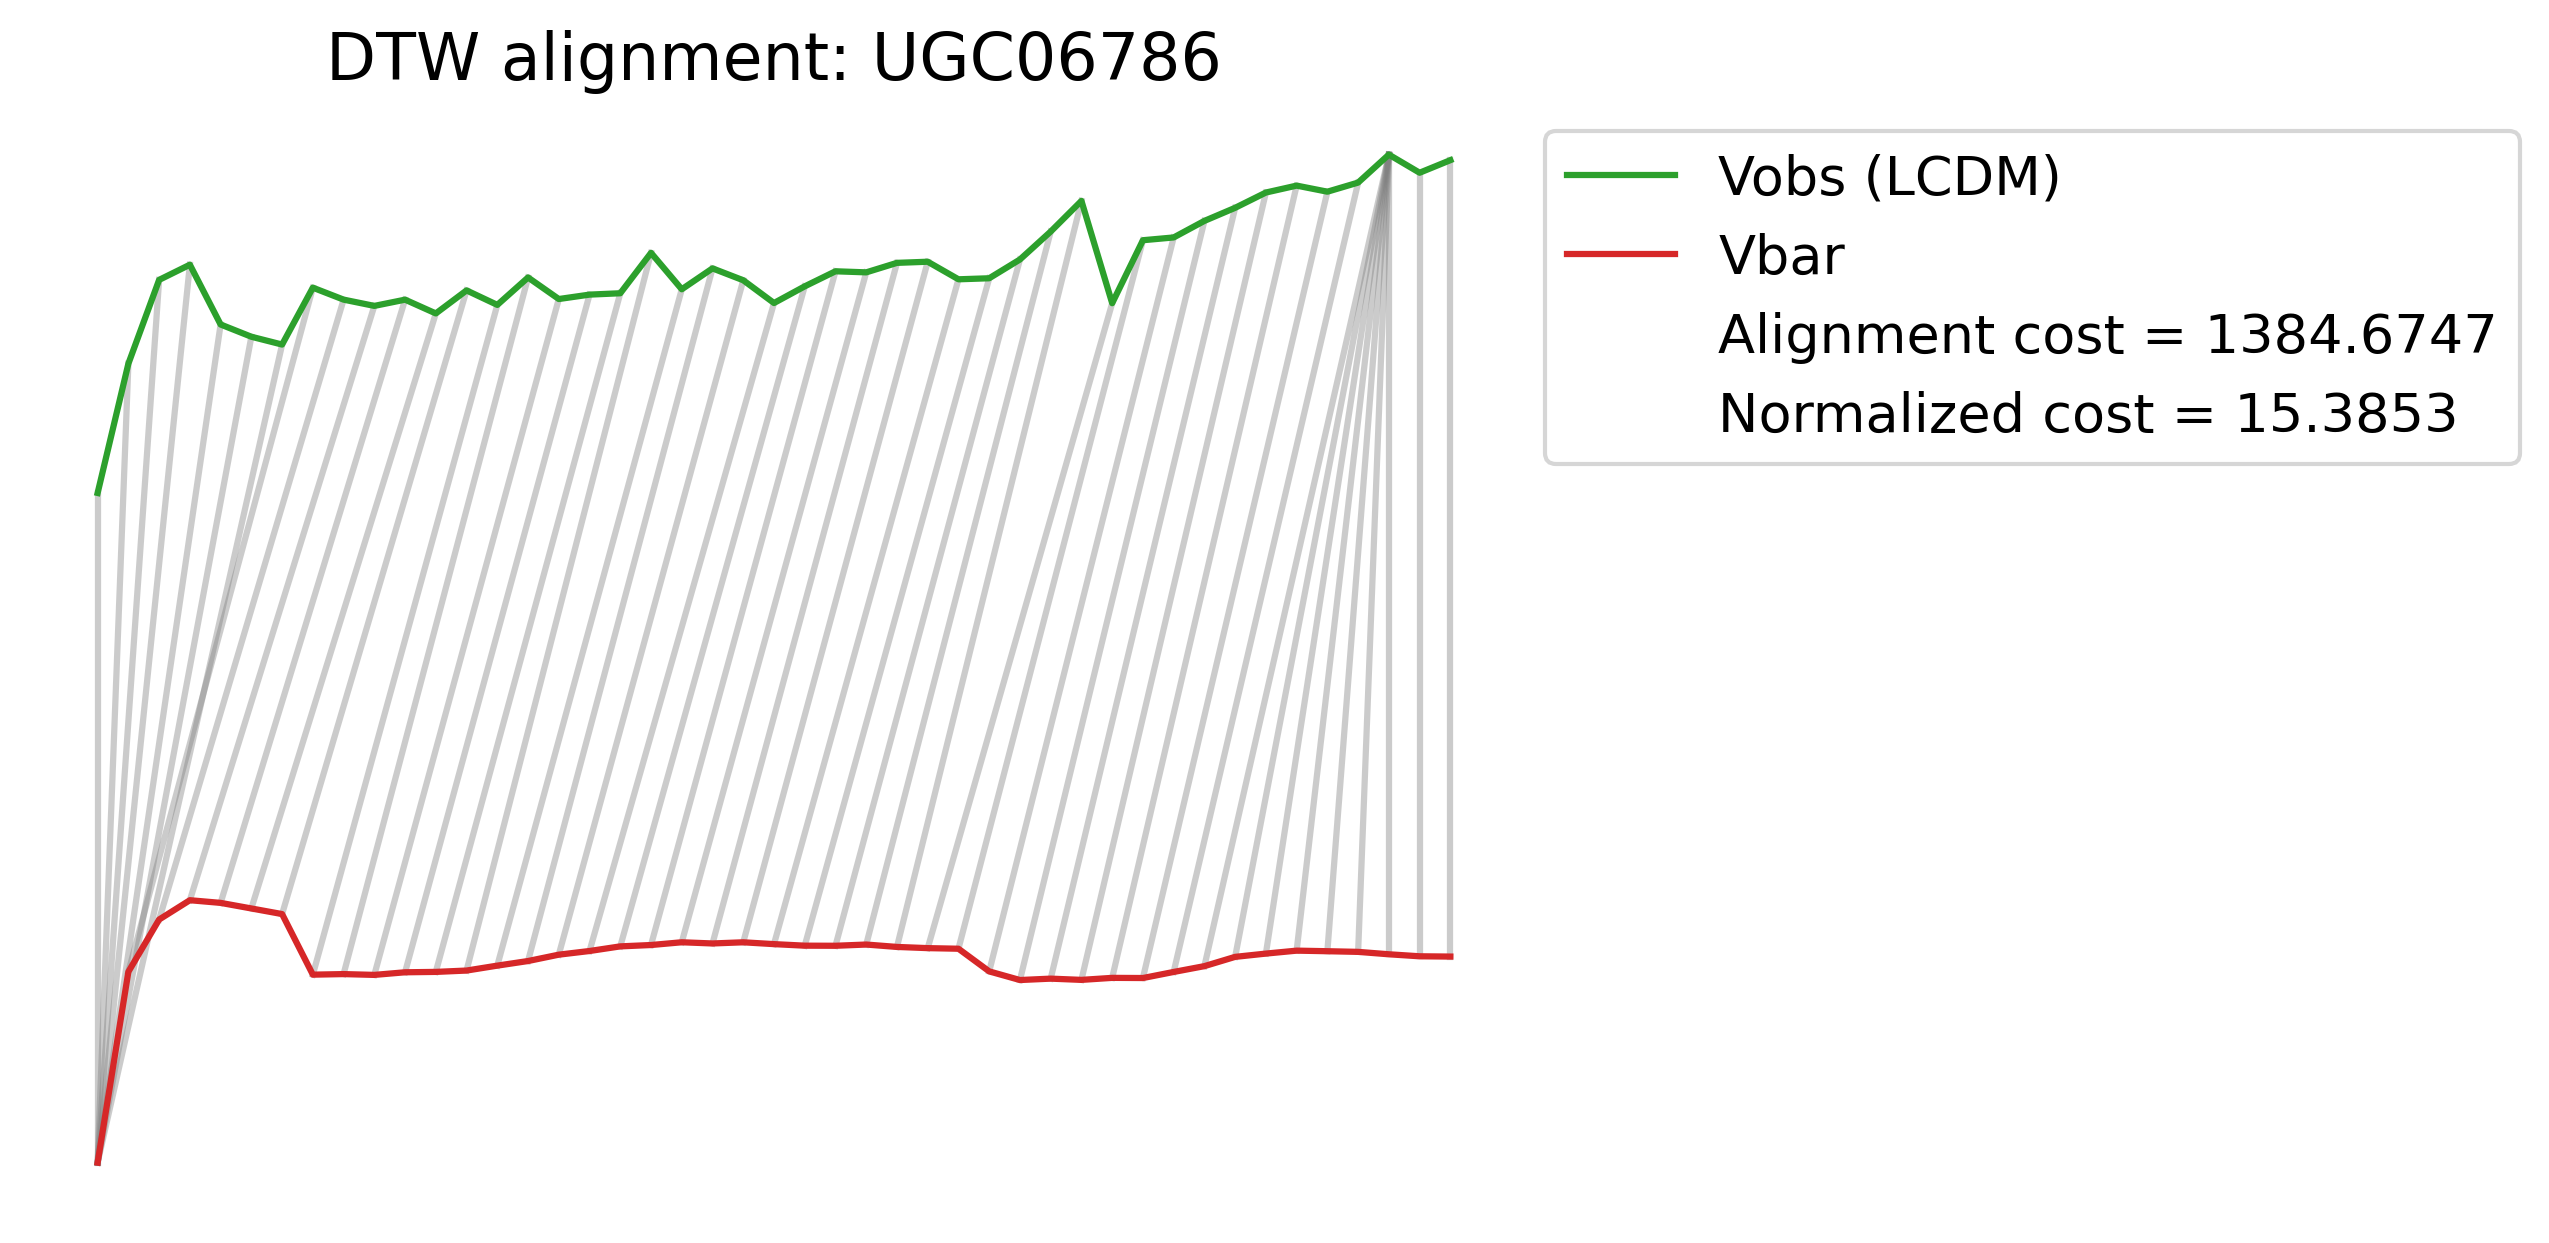 DTW alignment: UGC06786
Vobs (LCDM)
Vbar
Alignment cost = 1384.6747
Normalized cost = 15.3853